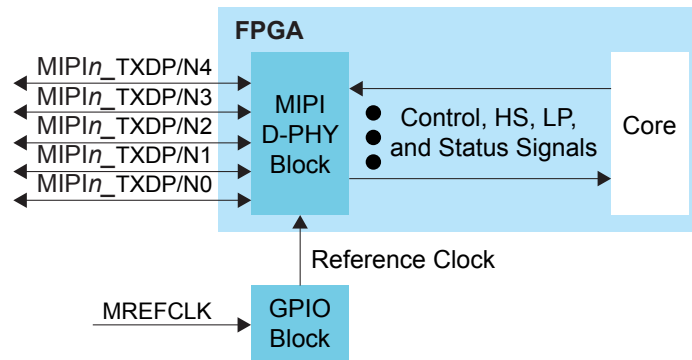 FPGA
MIPIn_TXDP/N4
MIPIn_TXDP/N3
MIPIn_TXDP/N2
MIPIn_TXDP/N1
MIPIn_TXDP/N0
MIPI
D-PHY
Block
Control, HS, LP,
and Status Signals
Core
Reference Clock
MREFCLK
GPIO
Block